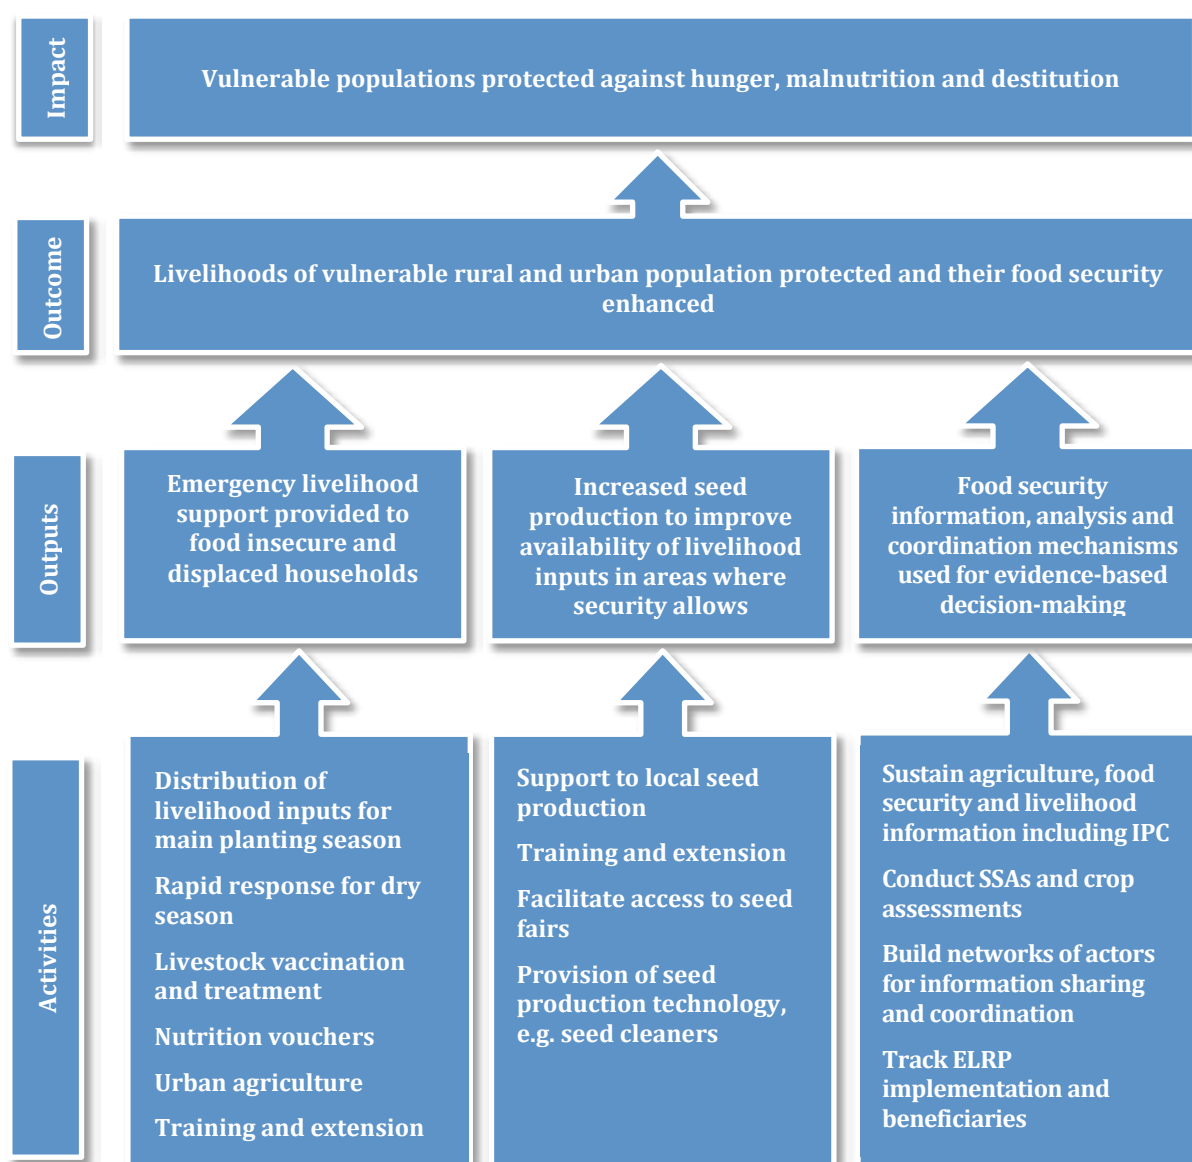 Impact
Vulnerable populations protected against hunger, malnutrition and destitution
Outcome
Livelihoods of vulnerable rural and urban population protected and their food security
enhanced
Outputs
Emergency livelihood
support provided to
food insecure and
displaced households
Increased seed
production to improve
availability of livelihood
inputs in areas where
security allows
Food security
information, analysis and
coordination mechanisms
used for evidence-based
decision-making
Activities
Distribution of
livelihood inputs for
main planting season
Rapid response for dry
season
Livestock vaccination
and treatment
Nutrition vouchers
Urban agriculture
Training and extension
Support to local seed
production
Training and extension
Facilitate access to seed
fairs
Provision of seed
production technology,
e.g. seed cleaners
Sustain agriculture, food
security and livelihood
information including IPC
Conduct SSAs and crop
assessments
Build networks of actors
for information sharing
and coordination
Track ELRP
implementation and
beneficiaries